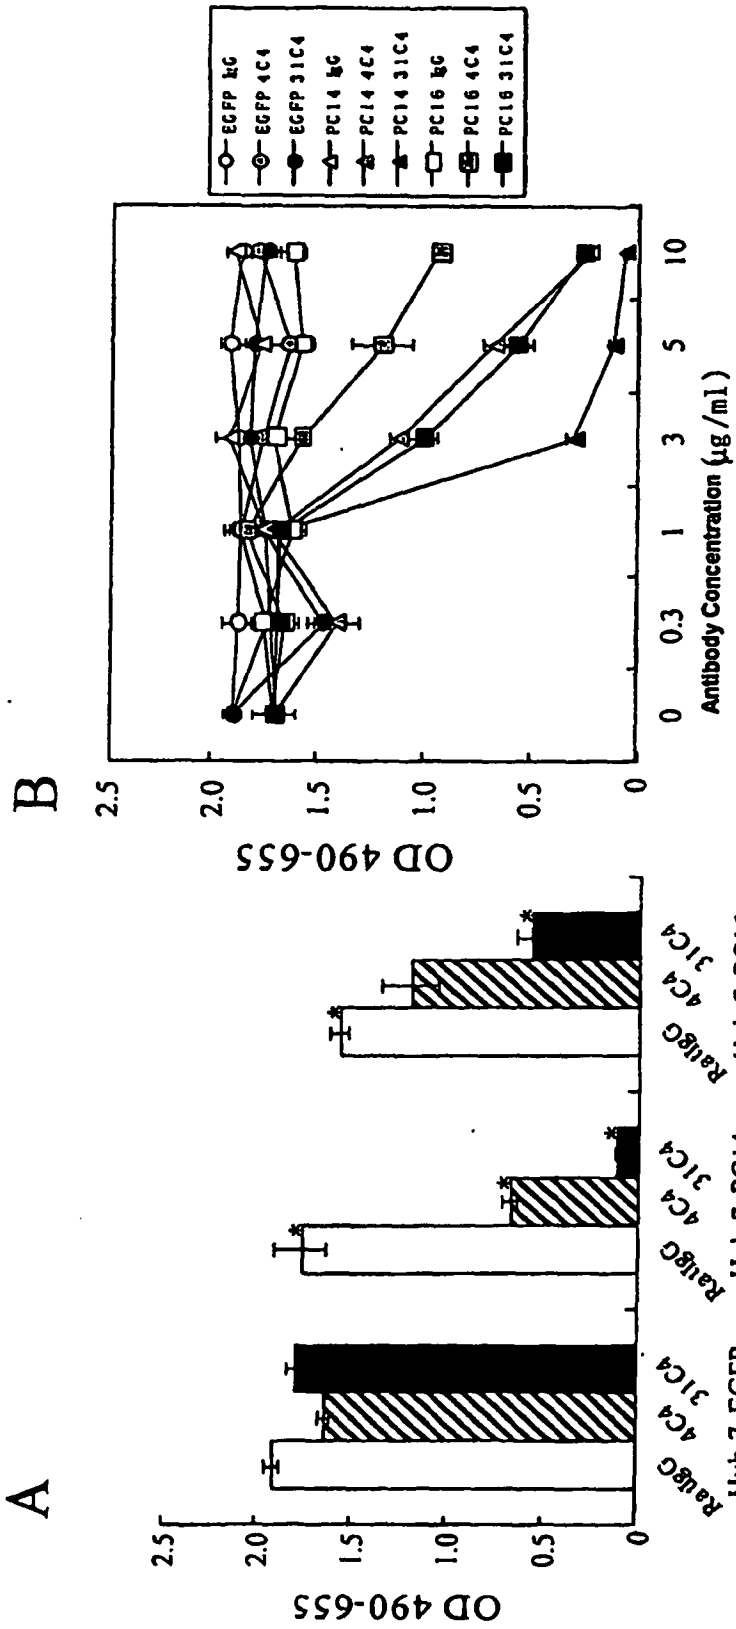 A
OD 490-655
2.5
2.0
1.5
1.0
0.5
0
RatIgG
4C4
31C4
RatIgG
4C4
31C4
RatIgG
4C4
31C4
*
*
*
*
*
B
OD 490-655
2.5
2.0
1.5
1.0
0.5
0
0
0.3
1
3
5
10
Antibody Concentration (μg/ml)
EGFP IgG
EGFP 4C4
EGFP 31C4
PC14 IgG
PC14 4C4
PC14 31C4
PC16 IgG
PC16 4C4
PC16 31C4